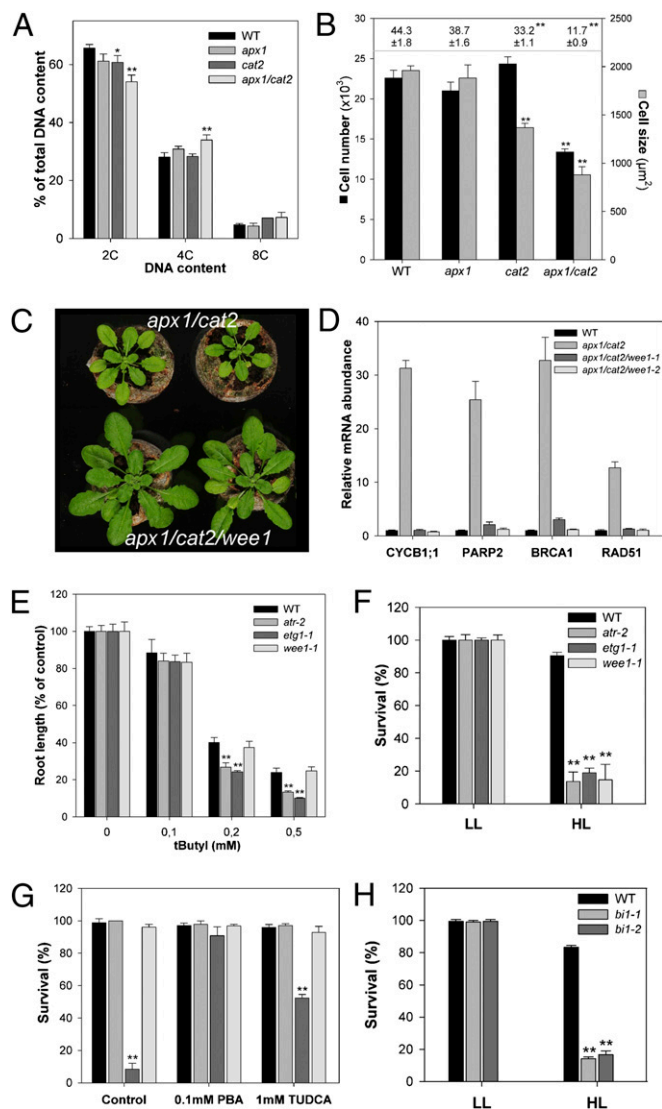 A
WT
apx1
cat2
apx1/cat2
% of total DNA content
60
40
20
0
*
**
**
2C
4C
8C
DNA content
B
44.3
±1.8
38.7
±1.6
33.2 **
±1.1
11.7 **
±0.9
Cell number (x10³)
30
25
20
15
10
5
0
**
**
**
2500
2000
1500
1000
500
0
Cell size (µm²)
WT
apx1
cat2
apx1/cat2
C
apx1/cat2
apx1/cat2/wee1
D
WT
apx1/cat2
apx1/cat2/wee1-1
apx1/cat2/wee1-2
Relative mRNA abundance
40
30
20
10
0
CYCB1;1
PARP2
BRCA1
RAD51
E
WT
atr-2
etg1-1
wee1-1
Root length (% of control)
120
100
80
60
40
20
0
**
**
**
**
0
0,1
0,2
0,5
tButyl (mM)
F
WT
atr-2
etg1-1
wee1-1
Survival (%)
120
100
80
60
40
20
0
**
**
**
LL
HL
G
Survival (%)
120
100
80
60
40
20
0
**
**
Control
0.1mM PBA
1mM TUDCA
H
WT
bi1-1
bi1-2
Survival (%)
120
100
80
60
40
20
0
**
**
LL
HL